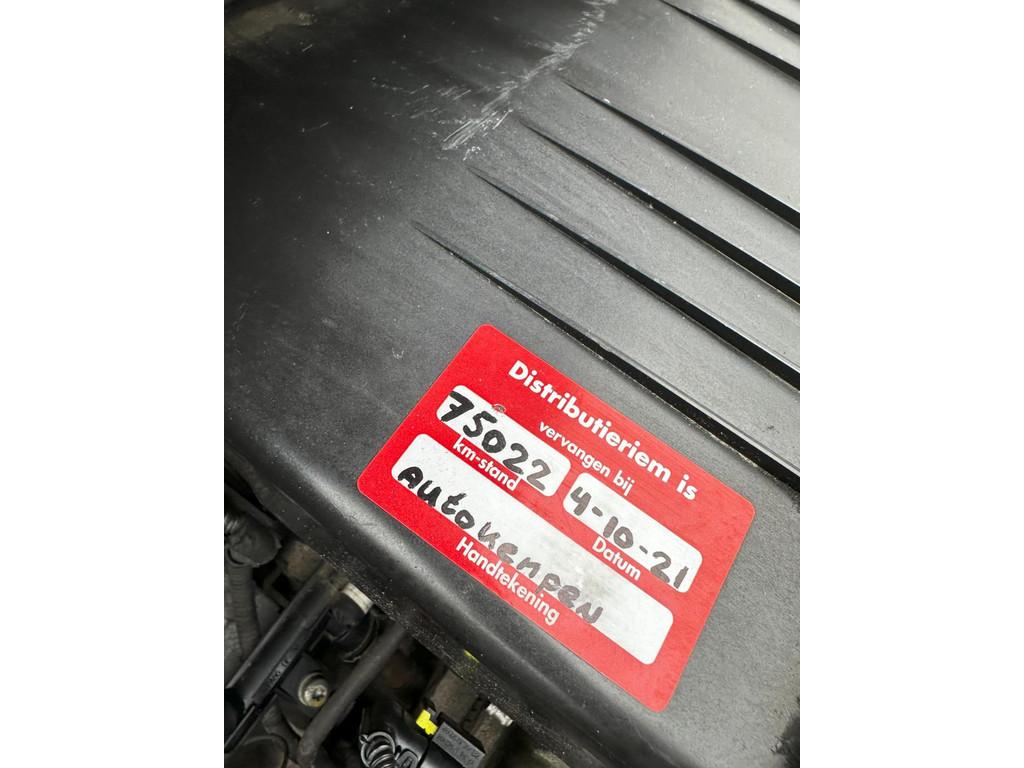 Distributieriem is
vervangen bij
75022
km-stand
4-10-21
Datum
Autokempen
Handtekening